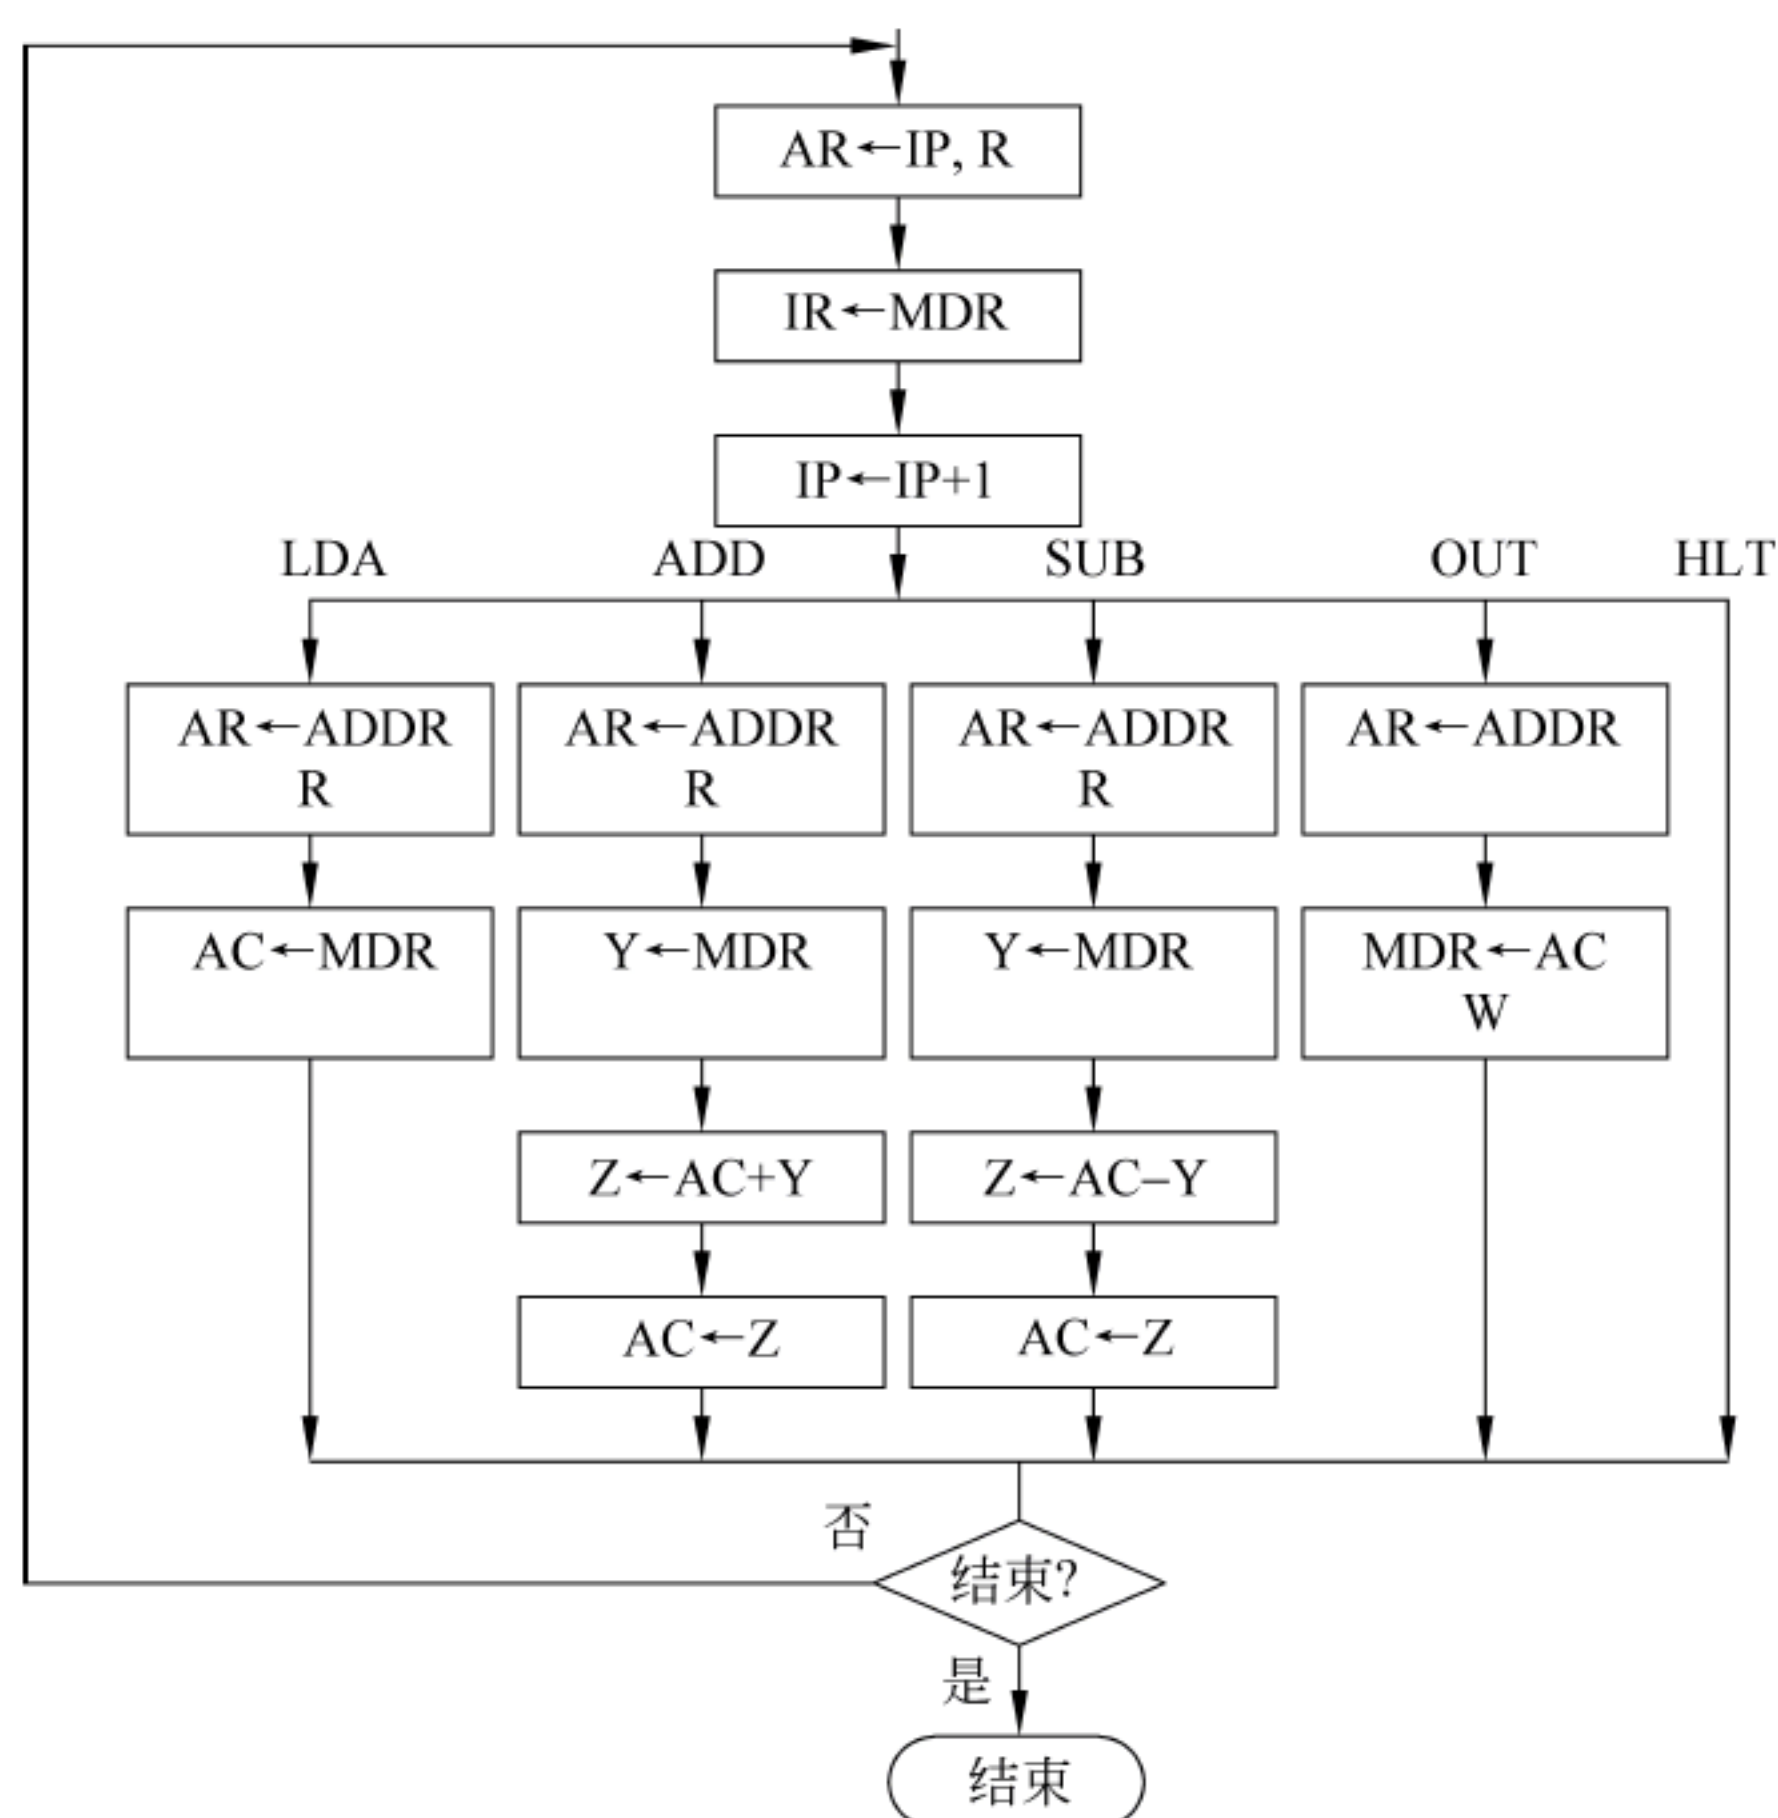 AR←IP, R
IR←MDR
IP←IP+1
LDA ADD SUB OUT HLT
AR←ADDR
R
AR←ADDR
R
AR←ADDR
R
AR←ADDR
AC←MDR
Y←MDR
Y←MDR
MDR←AC
W
Z←AC+Y
Z←AC–Y
AC←Z
AC←Z
否
结束?
是
结束